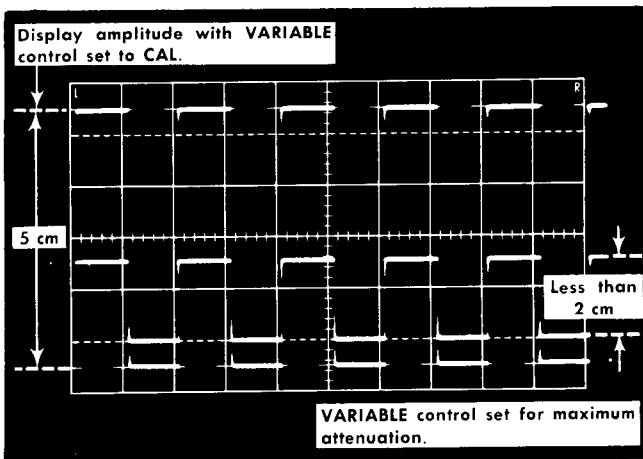 Display amplitude with VARIABLE
control set to CAL.
L
R
5 cm
Less than
2 cm
VARIABLE control set for maximum
attenuation.